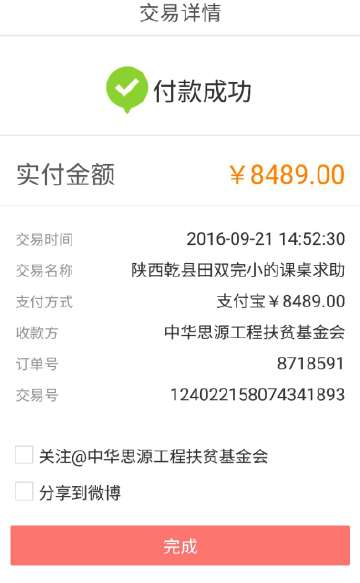 交易详情
付款成功
实付金额 ￥8489.00
交易时间 2016-09-21 14:52:30
交易名称 陕西乾县田双完小的课桌求助
支付方式 支付宝￥8489.00
收款方 中华思源工程扶贫基金会
订单号 8718591
交易号 124022158074341893
关注@中华思源工程扶贫基金会
分享到微博
完成